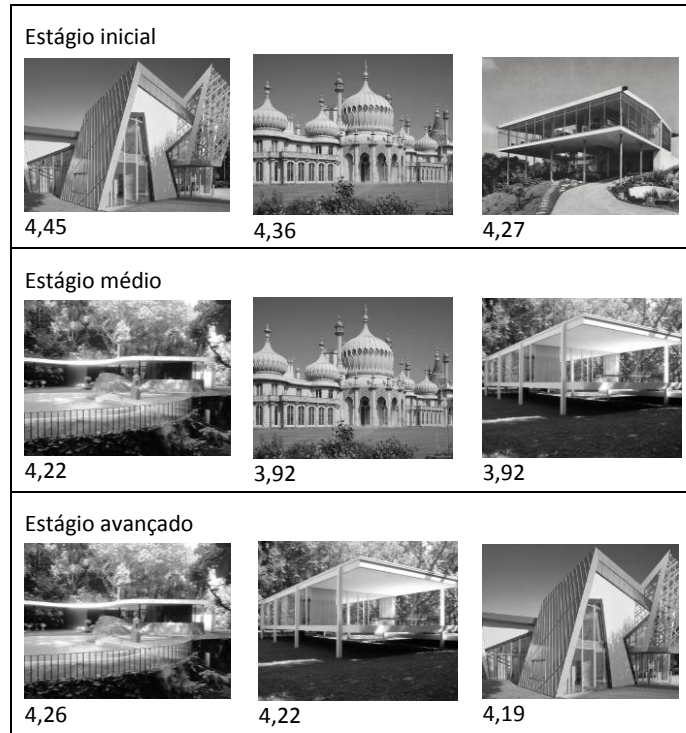 Estágio inicial
4,45 4,36 4,27
Estágio médio
4,22 3,92 3,92
Estágio avançado
4,26 4,22 4,19